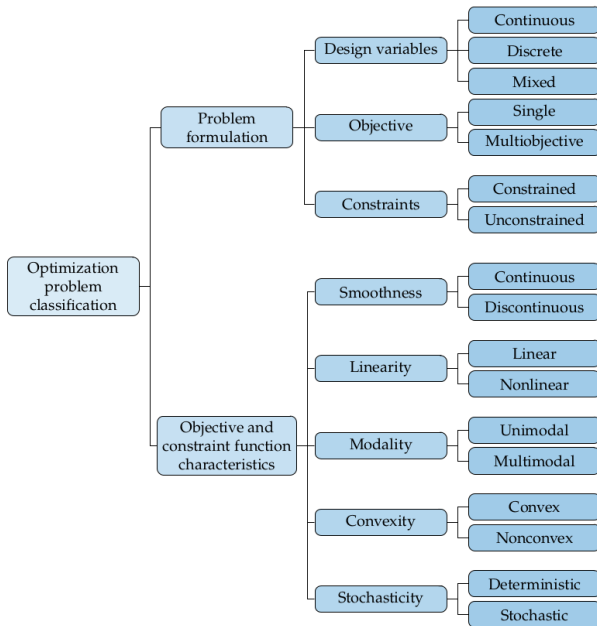 Optimization
problem
classification
Problem
formulation
Design variables
Continuous
Discrete
Mixed
Objective
Single
Multiobjective
Constraints
Constrained
Unconstrained
Objective and
constraint function
characteristics
Smoothness
Continuous
Discontinuous
Linearity
Linear
Nonlinear
Modality
Unimodal
Multimodal
Convexity
Convex
Nonconvex
Stochasticity
Deterministic
Stochastic